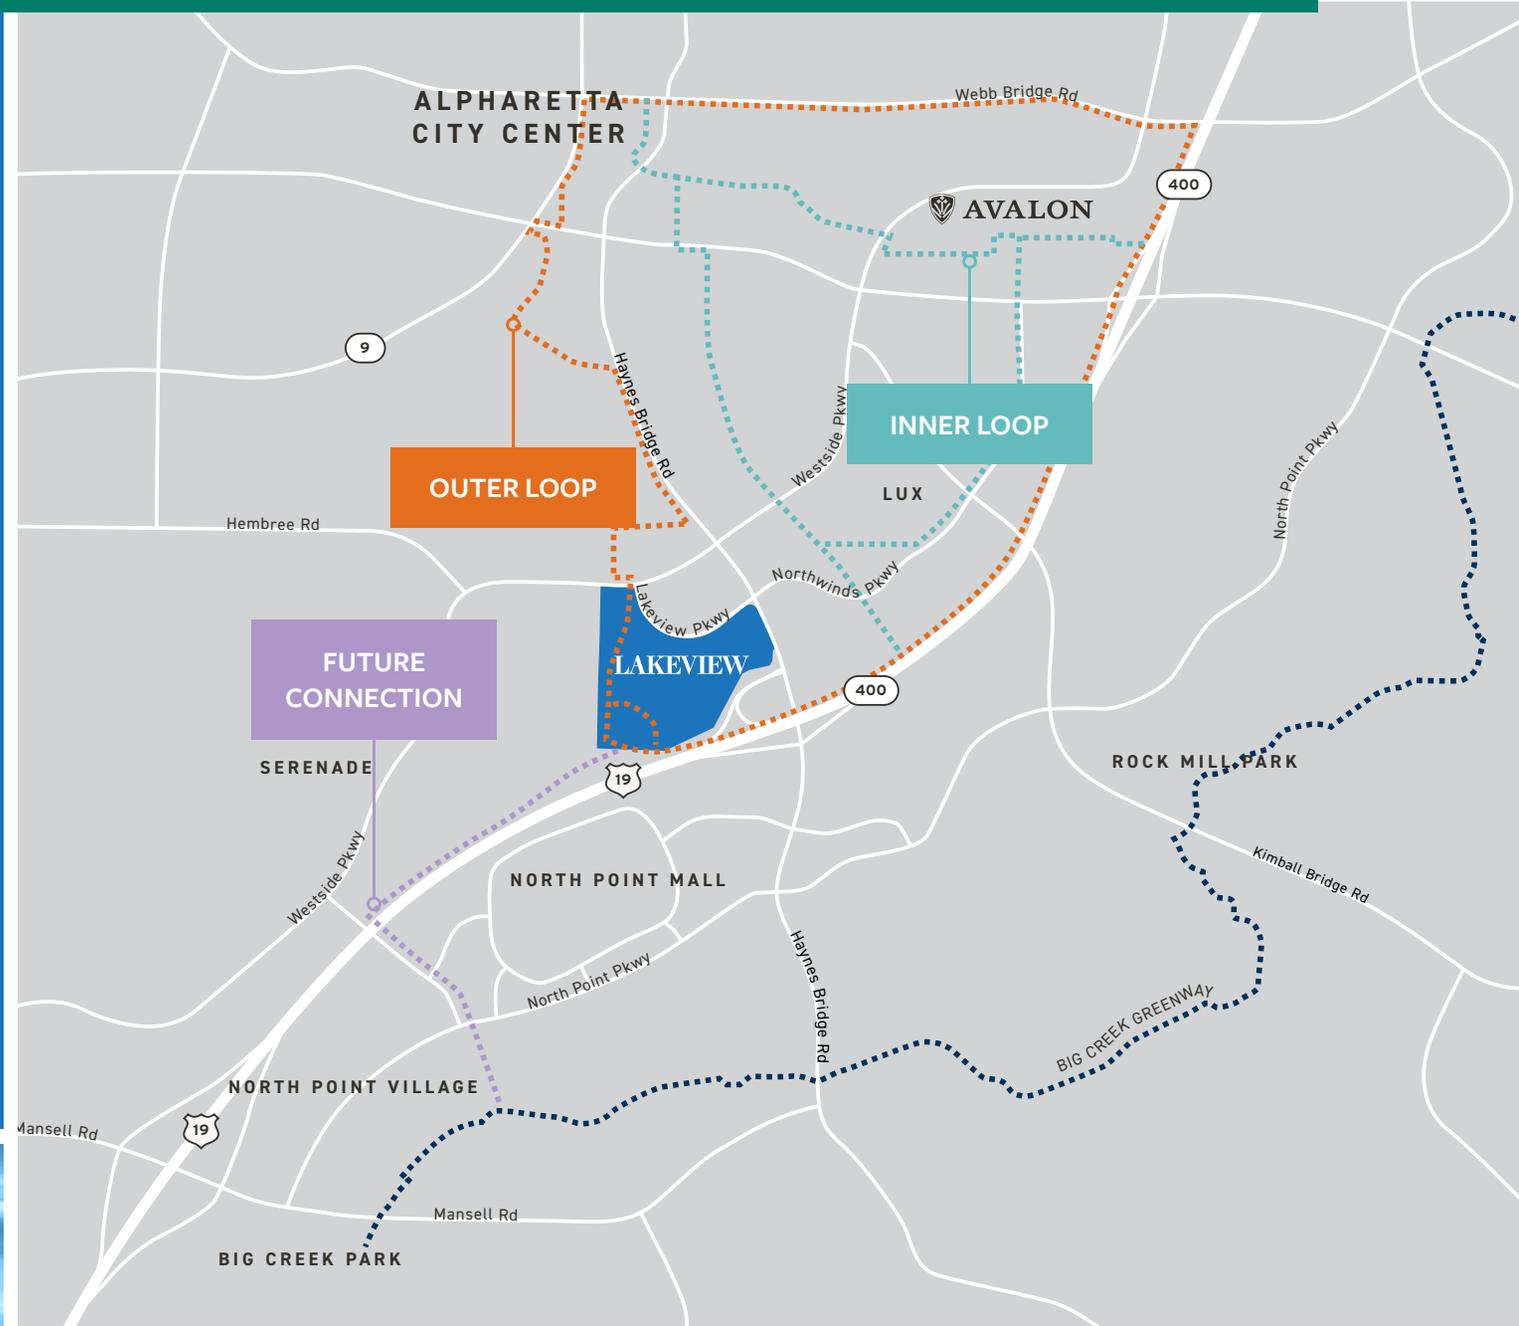 ALPHARETTA
CITY CENTER
Webb Bridge Rd
400
AVALON
9
Haynes Bridge Rd
Westside Pkwy
INNER LOOP
North Point Pkwy
OUTER LOOP
LUX
Hembree Rd
Northwinds Pkwy
Lakeview Pkwy
FUTURE
CONNECTION
LAKEVIEW
400
SERENADE
19
ROCK MILL PARK
Westside Pkwy
NORTH POINT MALL
Kimball Bridge Rd
North Point Pkwy
Haynes Bridge Rd
BIG CREEK GREENWAY
NORTH POINT VILLAGE
19
Mansell Rd
Mansell Rd
BIG CREEK PARK